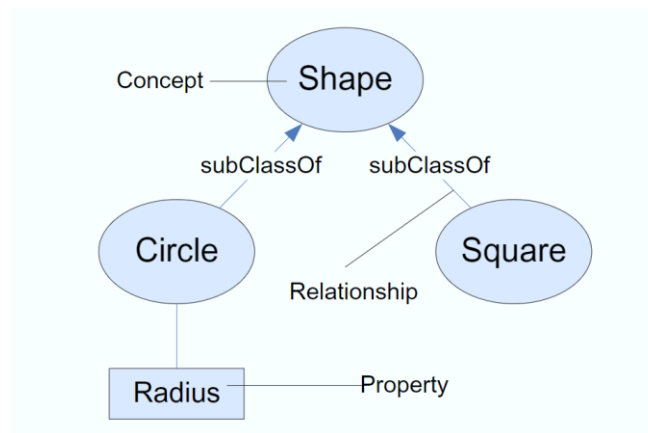 Shape
Concept
subClassOf
subClassOf
Circle
Square
Relationship
Radius
Property